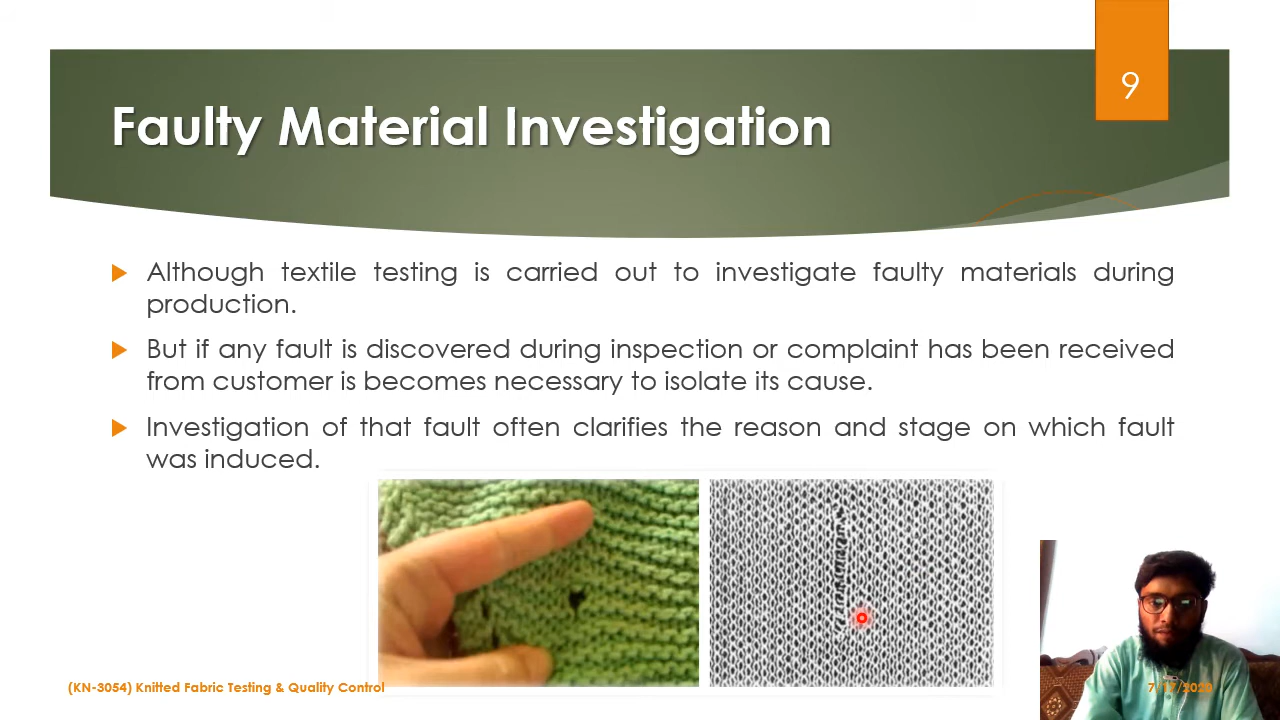 9
Faulty Material Investigation
Although textile testing is carried out to investigate faulty materials during
production.
But if any fault is discovered during inspection or complaint has been received
from customer is becomes necessary to isolate its cause.
Investigation of that fault often clarifies the reason and stage on which fault
was induced.
(KN-3054) Knitted Fabric Testing & Quality Control
7/17/2020